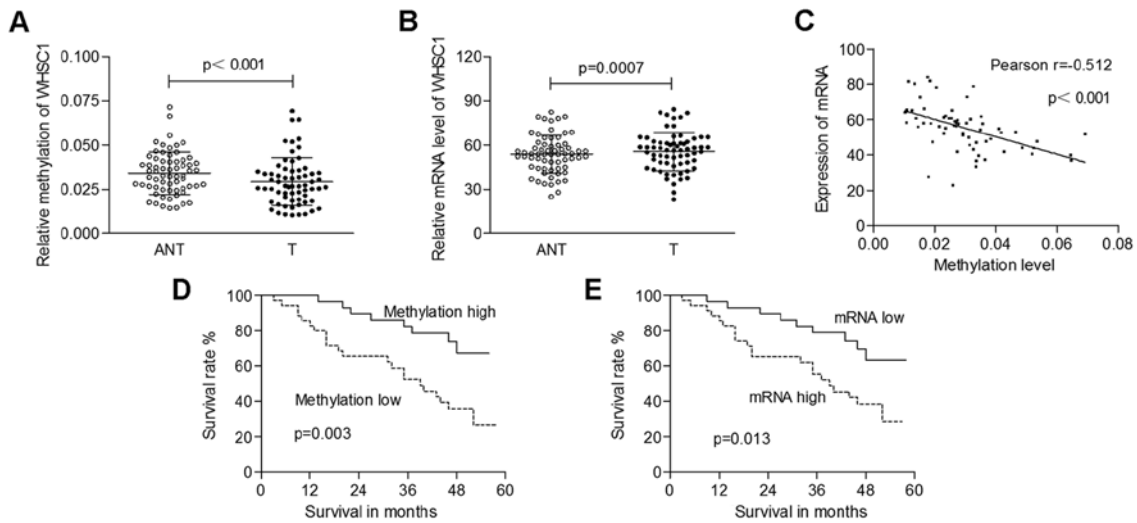 A
Relative methylation of WHSC1
0.100
0.075
0.050
0.025
0.000
p< 0.001
ANT
T
B
Relative mRNA level of WHSC1
120
90
60
30
0
p=0.0007
ANT
T
C
Expression of mRNA
100
80
60
40
20
0
Pearson r=-0.512
p< 0.001
0.00
0.02
0.04
0.06
0.08
Methylation level
D
Survival rate %
100
80
60
40
20
0
Methylation high
Methylation low
p=0.003
0
12
24
36
48
60
Survival in months
E
Survival rate %
100
80
60
40
20
0
mRNA low
mRNA high
p=0.013
0
12
24
36
48
60
Survival in months